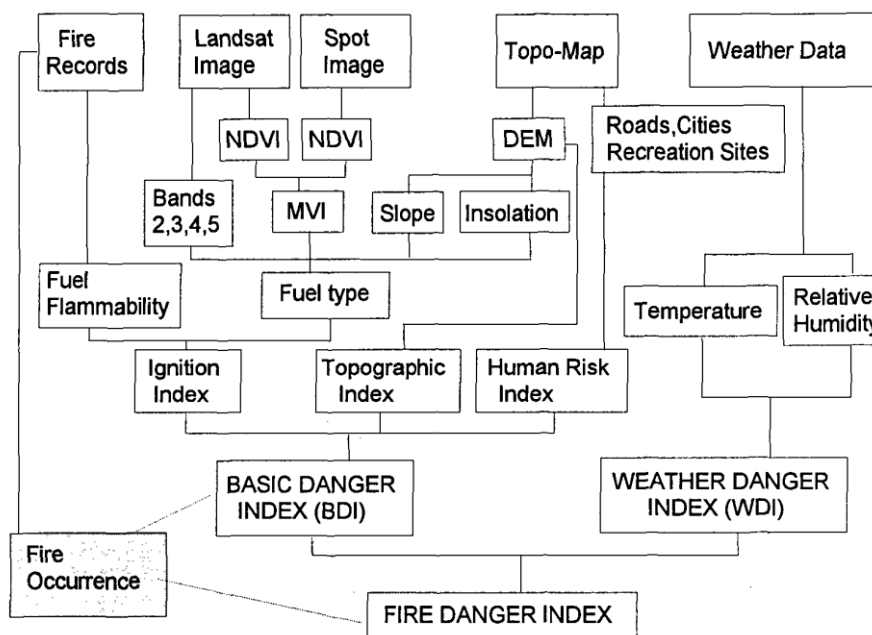 Fire
Records
Landsat
Image
Spot
Image
Topo-Map
Weather Data
NDVI
NDVI
DEM
Roads,Cities
Recreation Sites
Bands
2,3,4,5
MVI
Slope
Insolation
Fuel
Flammability
Fuel type
Temperature
Relative
Humidity
Ignition
Index
Topographic
Index
Human Risk
Index
BASIC DANGER
INDEX (BDI)
WEATHER DANGER
INDEX (WDI)
Fire
Occurrence
FIRE DANGER INDEX